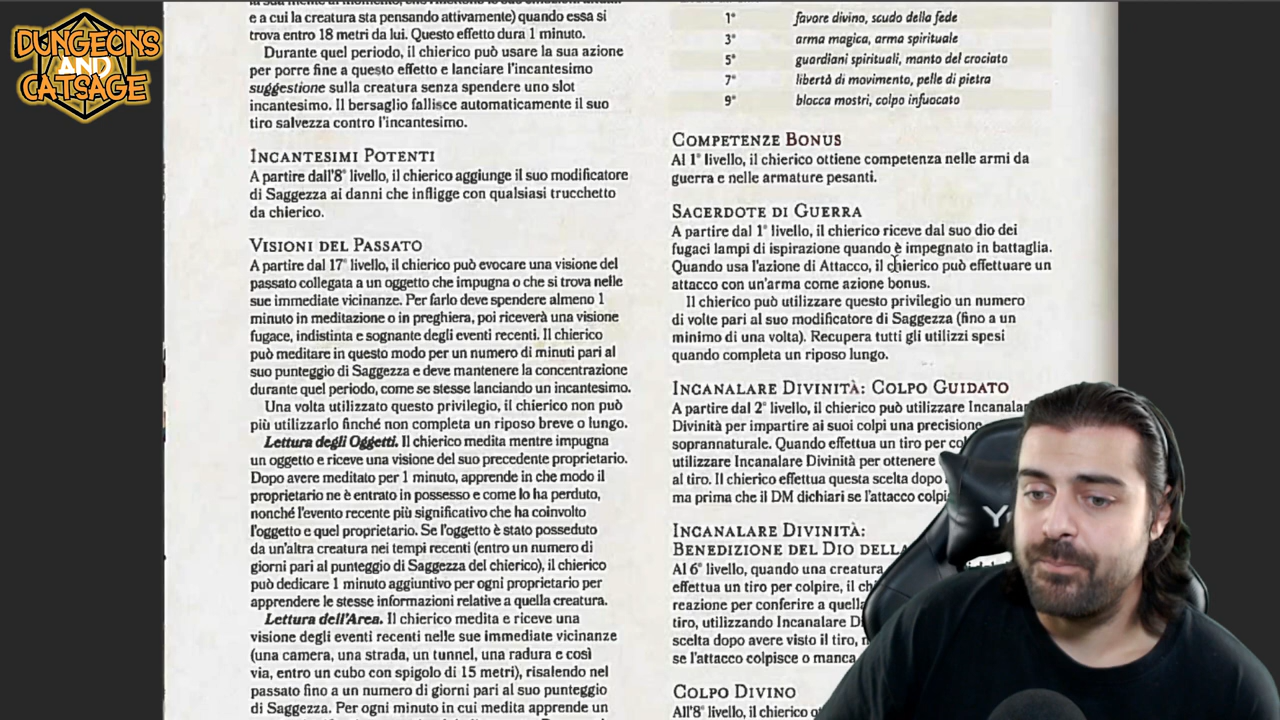 DUNGEONS
AND
CATSAGE
e a cui la creatura sta pensando attivamente) quando essa si
trova entro 18 metri da lui. Questo effetto dura 1 minuto.
Durante quel periodo, il chierico può usare la sua azione
per porre fine a questo effetto e lanciare l'incantesimo
suggestione sulla creatura senza spendere uno slot
incantesimo. Il bersaglio fallisce automaticamente il suo
tiro salvezza contro l'incantesimo.
INCANTESIMI POTENTI
A partire dall'8° livello, il chierico aggiunge il suo modificatore
di Saggezza ai danni che infligge con qualsiasi trucchetto
da chierico.
VISIONI DEL PASSATO
A partire dal 17° livello, il chierico può evocare una visione del
passato collegata a un oggetto che impugna o che si trova nelle
sue immediate vicinanze. Per farlo deve spendere almeno 1
minuto in meditazione o in preghiera, poi riceverà una visione
fugace, indistinta e sognante degli eventi recenti. Il chierico
può meditare in questo modo per un numero di minuti pari al
suo punteggio di Saggezza e deve mantenere la concentrazione
durante quel periodo, come se stesse lanciando un incantesimo.
Una volta utilizzato questo privilegio, il chierico non può
più utilizzarlo finché non completa un riposo breve o lungo.
Lettura degli Oggetti. Il chierico medita mentre impugna
un oggetto e riceve una visione del suo precedente proprietario.
Dopo avere meditato per 1 minuto, apprende in che modo il
proprietario ne è entrato in possesso e come lo ha perduto,
nonché l'evento recente più significativo che ha coinvolto
l'oggetto e quel proprietario. Se l'oggetto è stato posseduto
da un'altra creatura nei tempi recenti (entro un numero di
giorni pari al punteggio di Saggezza del chierico), il chierico
può dedicare 1 minuto aggiuntivo per ogni proprietario per
apprendere le stesse informazioni relative a quella creatura.
Lettura dell'Area. Il chierico medita e riceve una
visione degli eventi recenti nelle sue immediate vicinanze
(una camera, una strada, un tunnel, una radura e così
via, entro un cubo con spigolo di 15 metri), risalendo nel
passato fino a un numero di giorni pari al suo punteggio
di Saggezza. Per ogni minuto in cui medita apprende un
1° favore divino, scudo della fede
3° arma magica, arma spirituale
5° guardiani spirituali, manto del crociato
7° libertà di movimento, pelle di pietra
9° blocca mostri, colpo infuocato
COMPETENZE BONUS
Al 1° livello, il chierico ottiene competenza nelle armi da
guerra e nelle armature pesanti.
SACERDOTE DI GUERRA
A partire dal 1° livello, il chierico riceve dal suo dio dei
fugaci lampi di ispirazione quando è impegnato in battaglia.
Quando usa l'azione di Attacco, il chierico può effettuare un
attacco con un'arma come azione bonus.
Il chierico può utilizzare questo privilegio un numero
di volte pari al suo modificatore di Saggezza (fino a un
minimo di una volta). Recupera tutti gli utilizzi spesi
quando completa un riposo lungo.
INCANALARE DIVINITÀ: COLPO GUIDATO
A partire dal 2° livello, il chierico può utilizzare Incanalar
Divinità per impartire ai suoi colpi una precisione
soprannaturale. Quando effettua un tiro per col
utilizzare Incanalare Divinità per ottenere
al tiro. Il chierico effettua questa scelta dopo
ma prima che il DM dichiari se l'attacco colpis
INCANALARE DIVINITÀ:
BENEDIZIONE DEL DIO DELLA
Al 6° livello, quando una creatura
effettua un tiro per colpire, il chi
reazione per conferire a quella
tiro, utilizzando Incanalare Di
scelta dopo avere visto il tiro,
se l'attacco colpisce o manca.
COLPO DIVINO
All'8° livello, il chierico